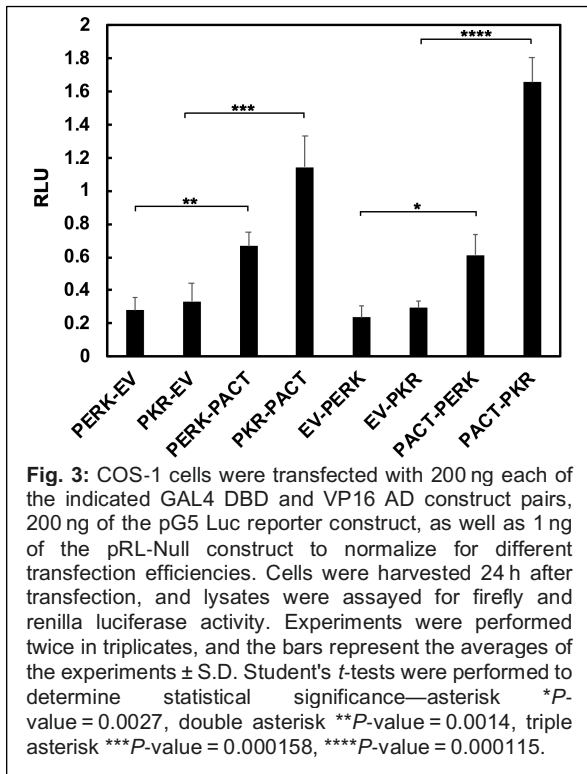 2
1.8
1.6
1.4
1.2
1
0.8
0.6
0.4
0.2
0
RLU
**
***
*
****
PERK-EV
PKR-EV
PERK-PACT
PKR-PACT
EV-PERK
EV-PKR
PACT-PERK
PACT-PKR
Fig. 3: COS-1 cells were transfected with 200 ng each of
the indicated GAL4 DBD and VP16 AD construct pairs,
200 ng of the pG5 Luc reporter construct, as well as 1 ng
of the pRL-Null construct to normalize for different
transfection efficiencies. Cells were harvested 24 h after
transfection, and lysates were assayed for firefly and
renilla luciferase activity. Experiments were performed
twice in triplicates, and the bars represent the averages of
the experiments ± S.D. Student's t-tests were performed to
determine statistical significance—asterisk *P-
value = 0.0027, double asterisk **P-value = 0.0014, triple
asterisk ***P-value = 0.000158, ****P-value = 0.000115.